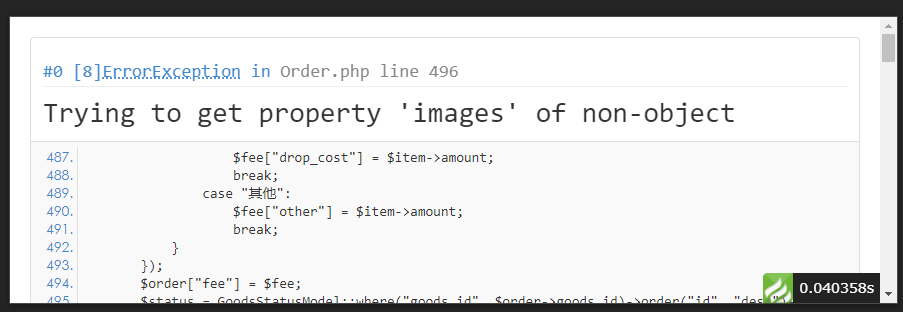 #0 [8]ErrorException in Order.php line 496
Trying to get property 'images' of non-object
487. $fee["drop_cost"] = $item->amount;
488. break;
489. case "其他":
490. $fee["other"] = $item->amount;
491. break;
492. }
493. });
494. $order["fee"] = $fee;
495. $status = GoodsStatusModel::where("goods_id", $order->goods_id)->order("id", "desc")
0.040358s